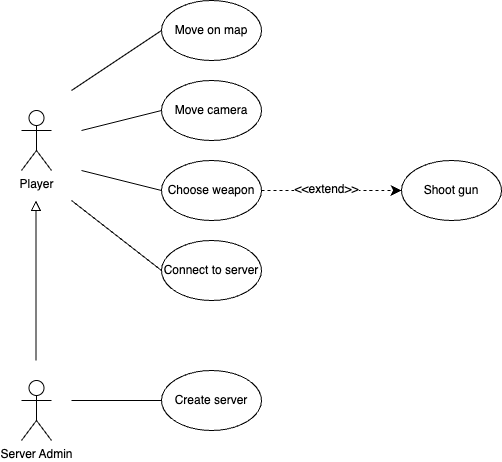 Move on map
Move camera
Player
Choose weapon
<<extend>>
Shoot gun
Connect to server
Create server
Server Admin